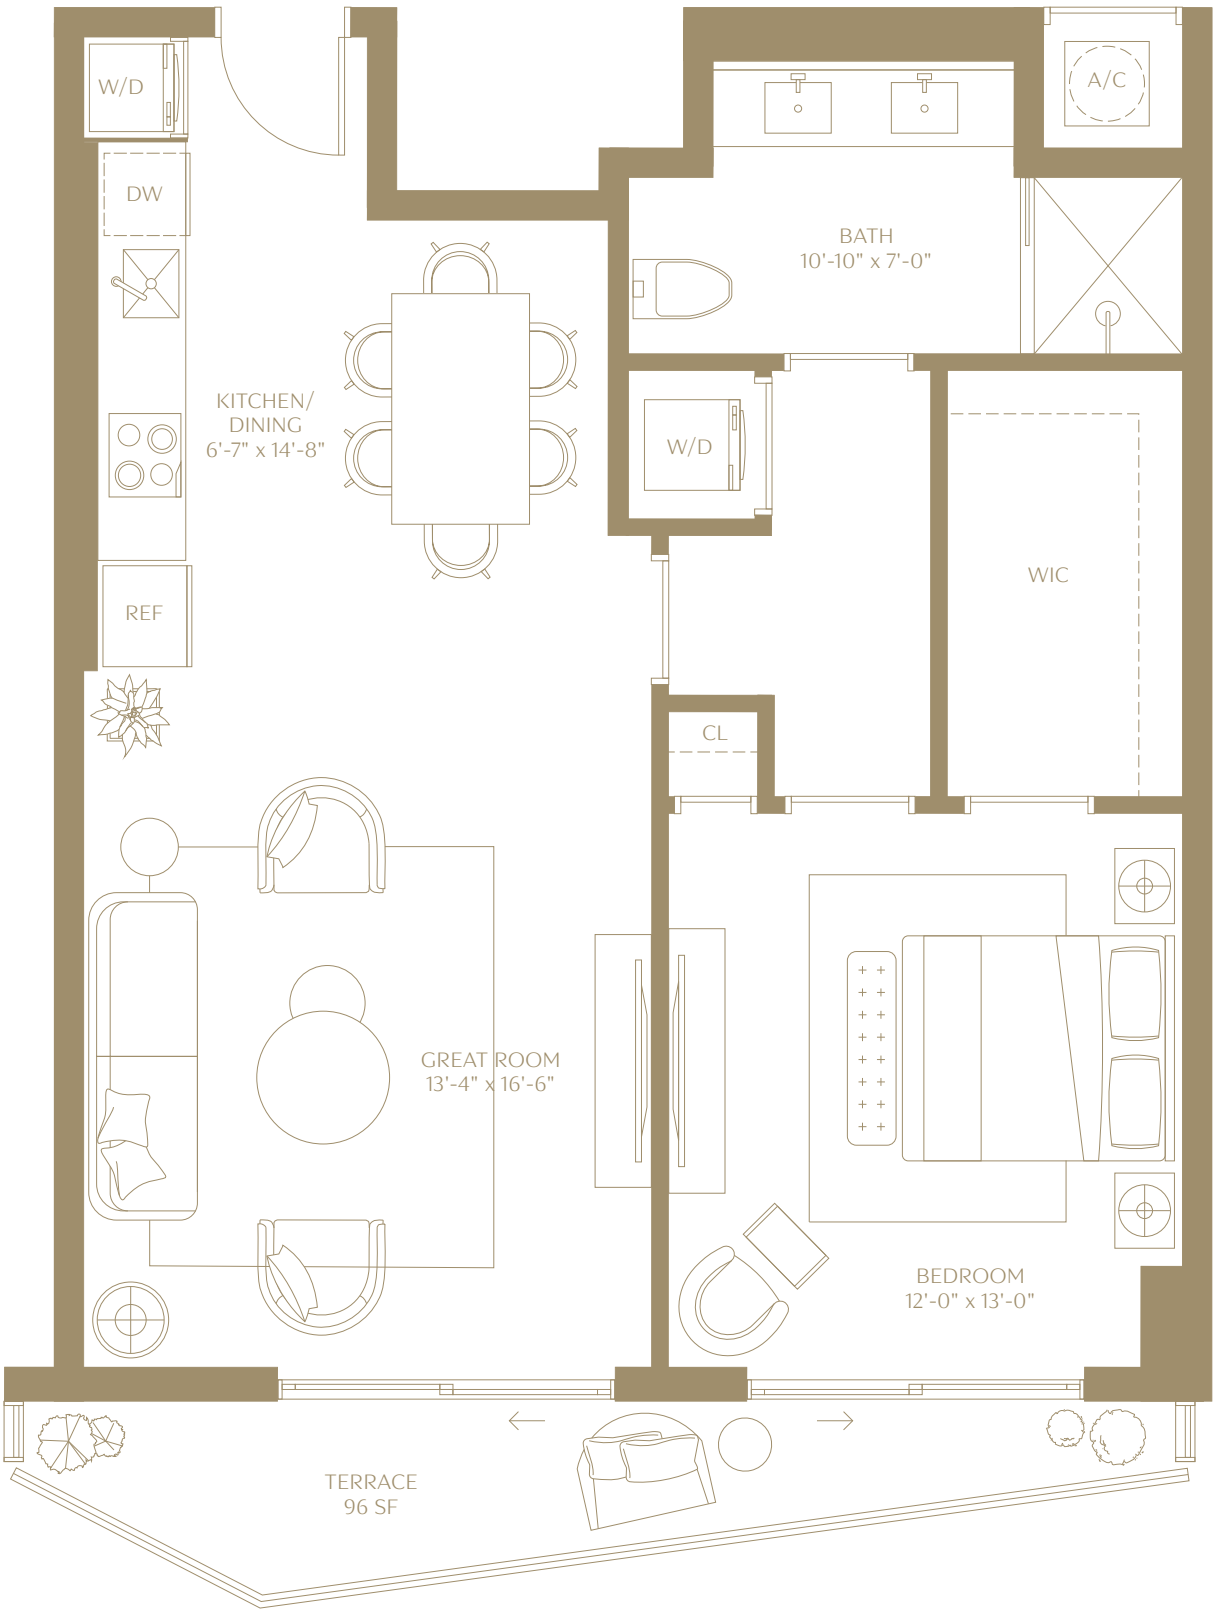 W/D
A/C
DW
BATH
10'-10" x 7'-0"
KITCHEN/
DINING
6'-7" x 14'-8"
W/D
WIC
REF
CL
GREAT ROOM
13'-4" x 16'-6"
BEDROOM
12'-0" x 13'-0"
TERRACE
96 SF